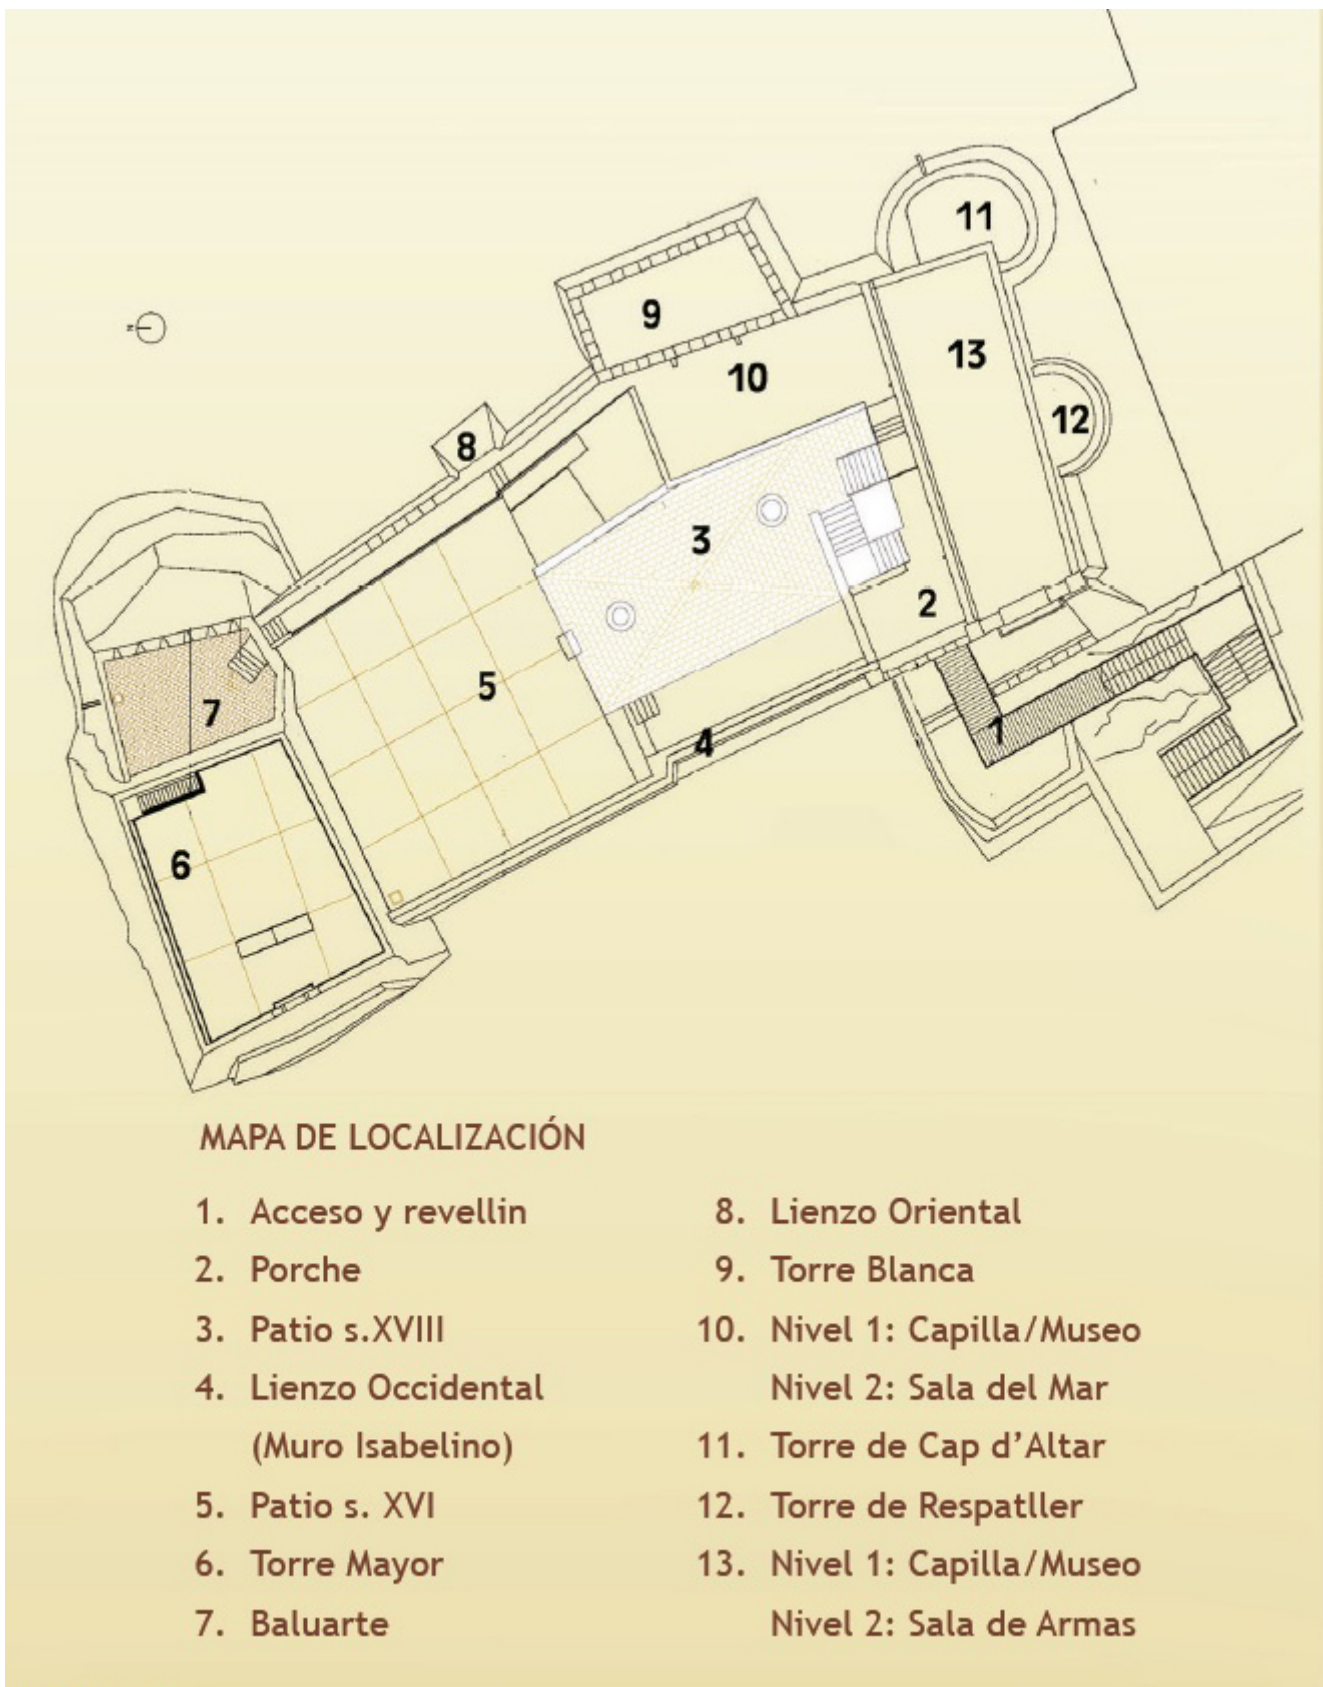 11
9
13
10
12
8
3
2
5
7
4
1
6
MAPA DE LOCALIZACIÓN
1. Acceso y revellin
2. Porche
3. Patio s.XVIII
4. Lienzo Occidental
(Muro Isabelino)
5. Patio s. XVI
6. Torre Mayor
7. Baluarte
8. Lienzo Oriental
9. Torre Blanca
10. Nivel 1: Capilla/Museo
Nivel 2: Sala del Mar
11. Torre de Cap d’Altar
12. Torre de Respatller
13. Nivel 1: Capilla/Museo
Nivel 2: Sala de Armas